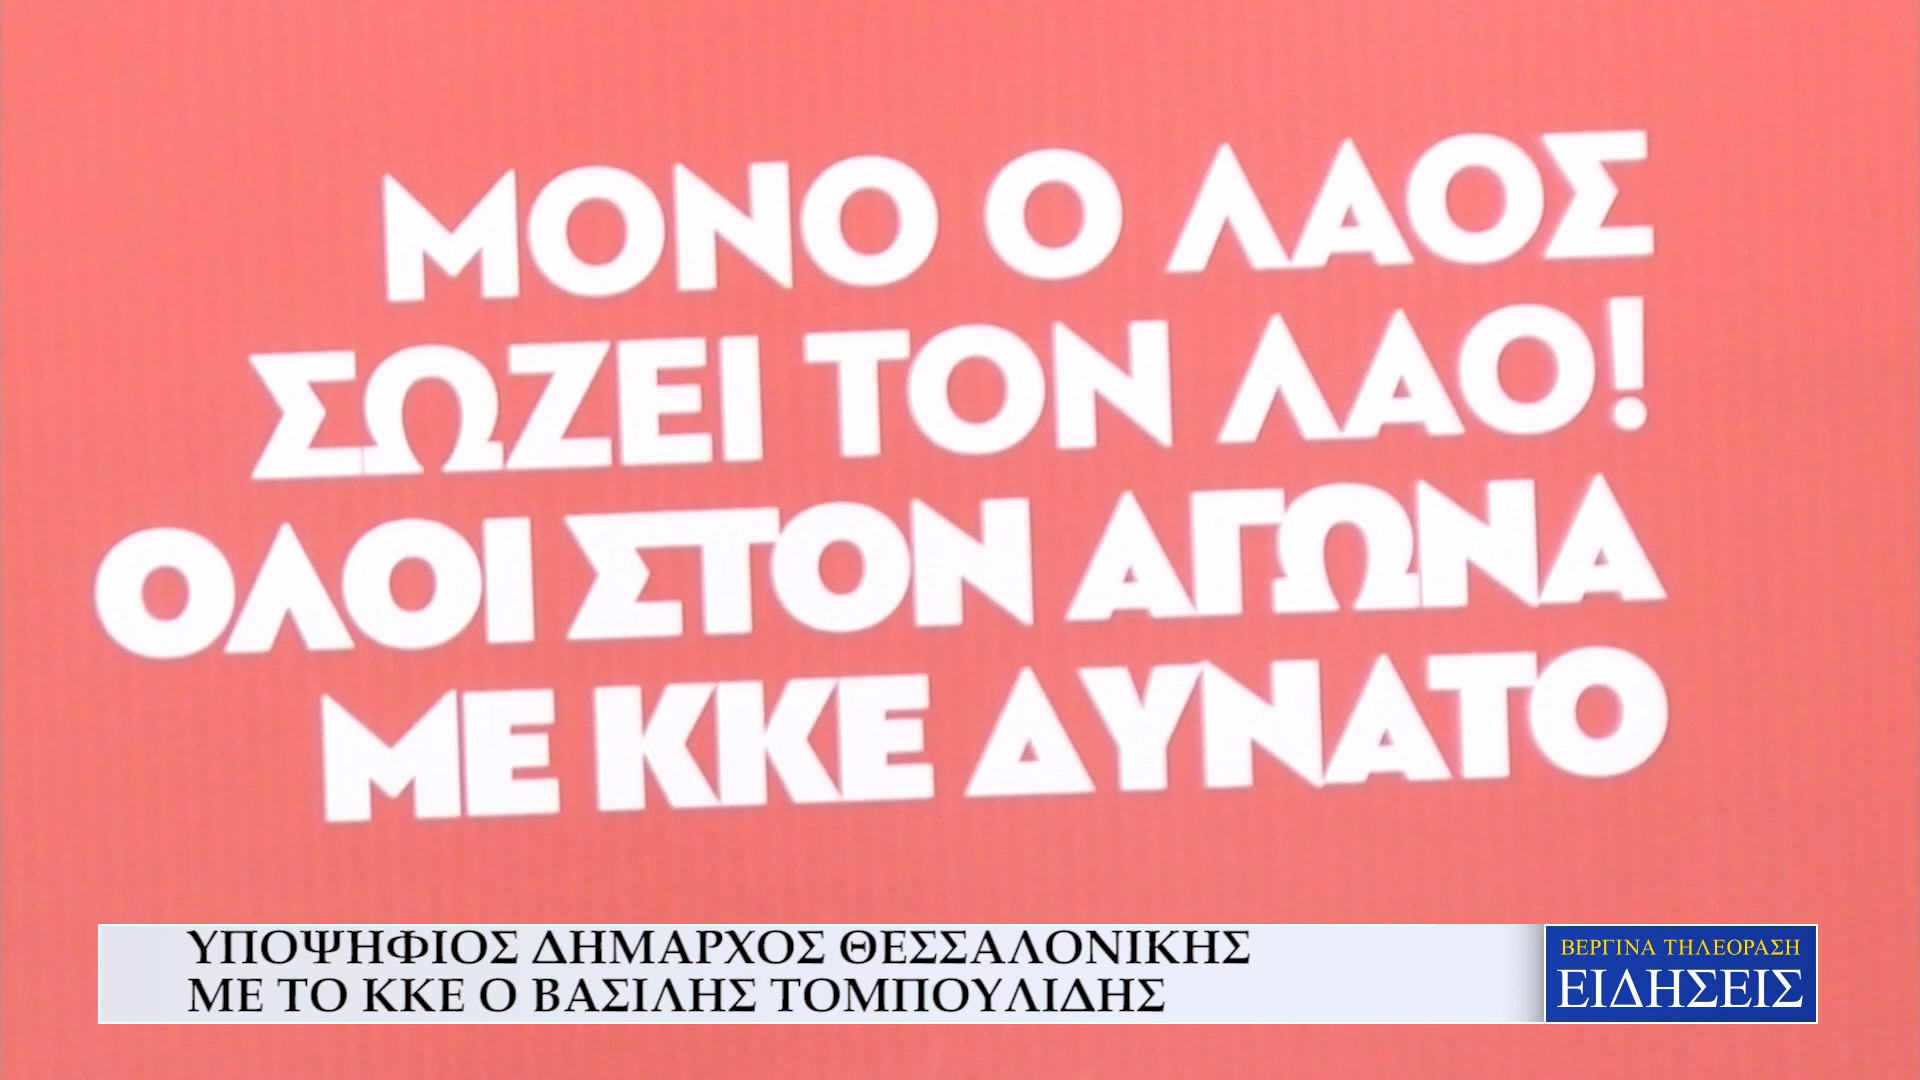 ΜΟΝΟ Ο ΛΑΟΣ
ΣΩΖΕΙ ΤΟΝ ΛΑΟ!
ΟΛΟΙ ΣΤΟΝ ΑΓΩΝΑ
ΜΕ ΚΚΕ ΔΥΝΑΤΟ
ΥΠΟΨΗΦΙΟΣ ΔΗΜΑΡΧΟΣ ΘΕΣΣΑΛΟΝΙΚΗΣ
ΜΕ ΤΟ ΚΚΕ Ο ΒΑΣΙΛΗΣ ΤΟΜΠΟΥΛΙΔΗΣ
ΒΕΡΓΙΝΑ ΤΗΛΕΟΡΑΣΗ
ΕΙΔΗΣΕΙΣ